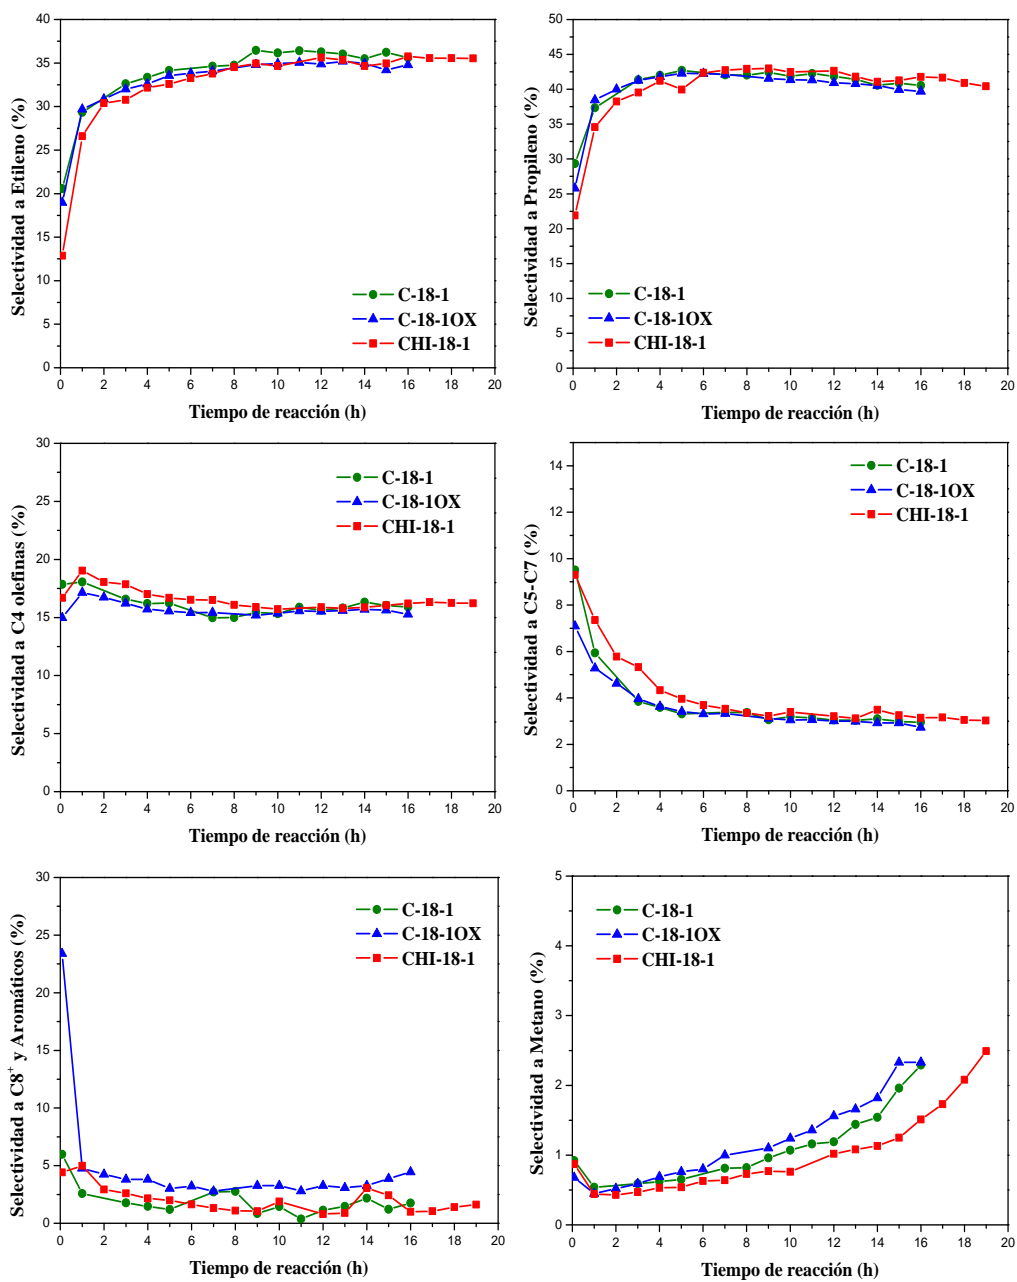 40
35
30
25
20
15
10
5
0
Selectividad a Etileno (%)
C-18-1
C-18-1OX
CHI-18-1
0 2 4 6 8 10 12 14 16 18 20
Tiempo de reacción (h)
50
45
40
35
30
25
20
15
10
5
0
Selectividad a Propileno (%)
C-18-1
C-18-1OX
CHI-18-1
0 2 4 6 8 10 12 14 16 18 20
Tiempo de reacción (h)
30
25
20
15
10
5
0
Selectividad a C4 olefinas (%)
C-18-1
C-18-1OX
CHI-18-1
0 2 4 6 8 10 12 14 16 18 20
Tiempo de reacción (h)
14
12
10
8
6
4
2
0
Selectividad a C5-C7 (%)
C-18-1
C-18-1OX
CHI-18-1
0 2 4 6 8 10 12 14 16 18 20
Tiempo de reacción (h)
30
25
20
15
10
5
0
Selectividad a C8⁺ y Aromáticos (%)
C-18-1
C-18-1OX
CHI-18-1
0 2 4 6 8 10 12 14 16 18 20
Tiempo de reacción (h)
5
4
3
2
1
0
Selectividad a Metano (%)
C-18-1
C-18-1OX
CHI-18-1
0 2 4 6 8 10 12 14 16 18 20
Tiempo de reacción (h)